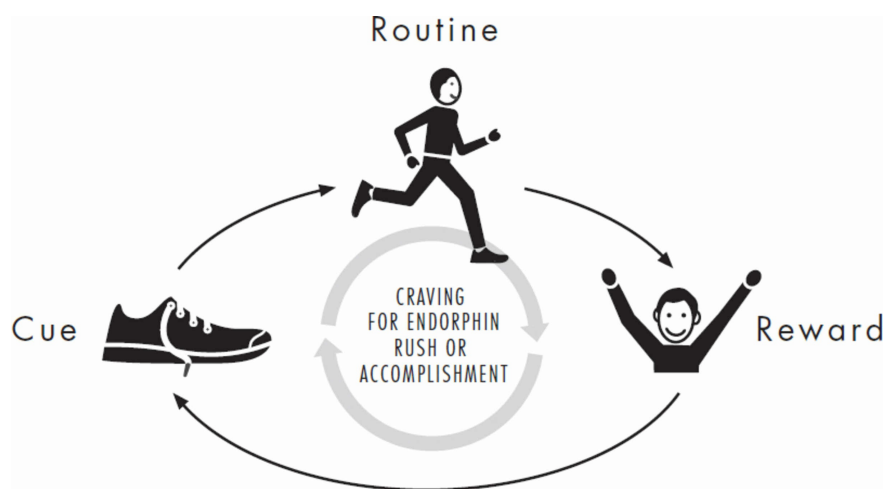 Routine
Cue
CRAVING
FOR ENDORPHIN
RUSH OR
ACCOMPLISHMENT
Reward